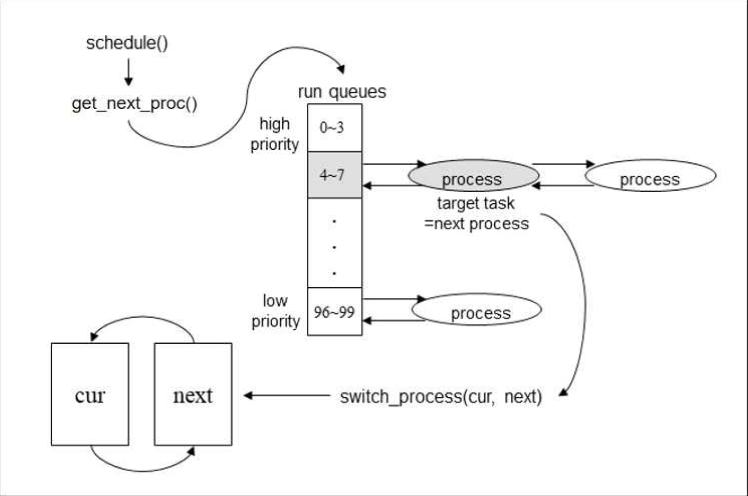 schedule()
get_next_proc()
run queues
high
priority
0~3
4~7
process
process
target task
=next process
.
.
.
low
priority
96~99
process
cur
next
switch_process(cur, next)